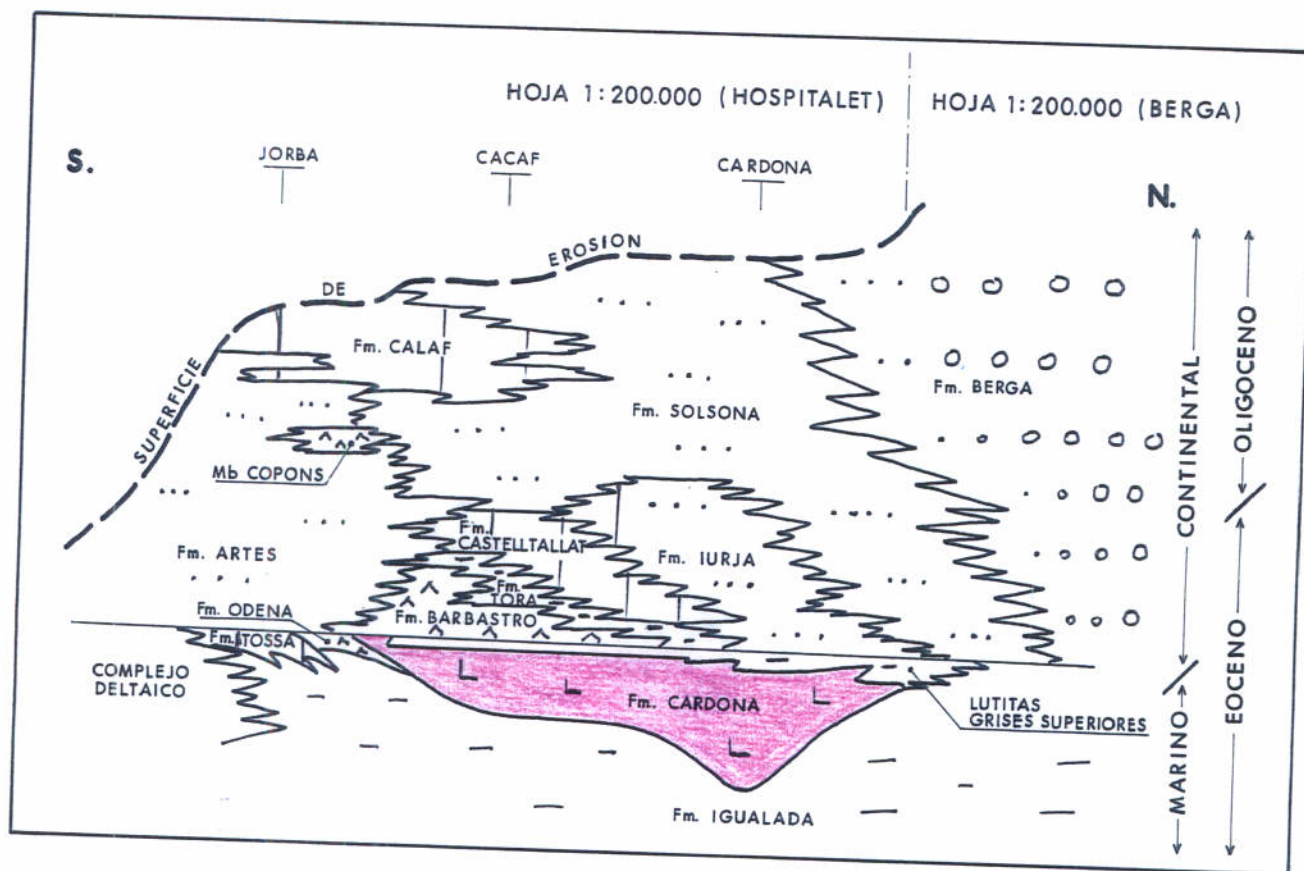 HOJA 1:200.000 (HOSPITALET)
HOJA 1:200.000 (BERGA)
S.
JORBA
CACAF
CARDONA
N.
SUPERFICIE
DE
EROSION
Fm. CALAF
Fm. SOLSONA
Fm. BERGA
Mb COPONS
Fm. ARTES
Fm.
CASTELLTALLAT
Fm. IURJA
Fm.
TORA
Fm. BARBASTRO
Fm. ODENA
Fm. TOSSA
COMPLEJO
DELTAICO
Fm. CARDONA
LUTITAS
GRISES SUPERIORES
Fm. IGUALADA
MARINO
CONTINENTAL
EOCENO
OLIGOCENO